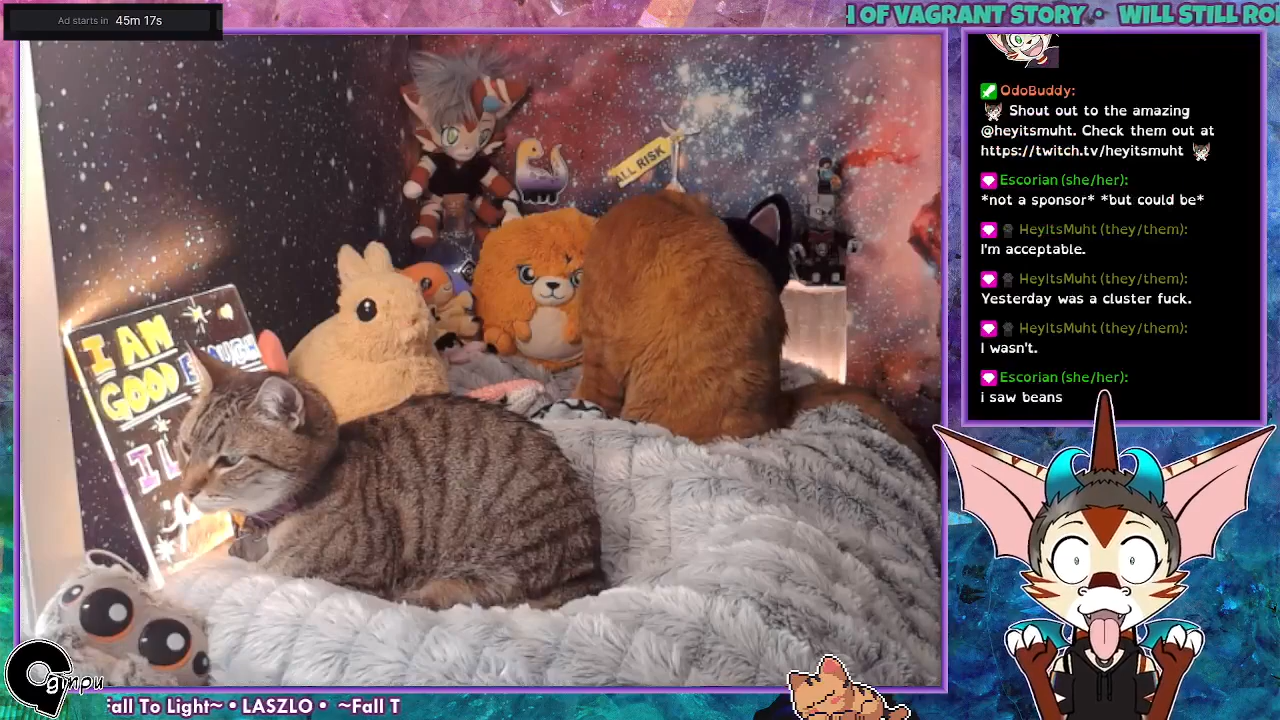 Ad starts in 45m 17s
H OF VAGRANT STORY • WILL STILL RO
ALL RISK
I AM
GOOD
OdoBuddy:
Shout out to the amazing
@heyitsmuht. Check them out at
https://twitch.tv/heyitsmuht
Escorian (she/her):
*not a sponsor* *but could be*
HeyItsMuht (they/them):
I'm acceptable.
HeyItsMuht (they/them):
Yesterday was a cluster fuck.
HeyItsMuht (they/them):
I wasn't.
Escorian (she/her):
i saw beans
ginpu
Fall To Light~ • LASZLO • ~Fall T